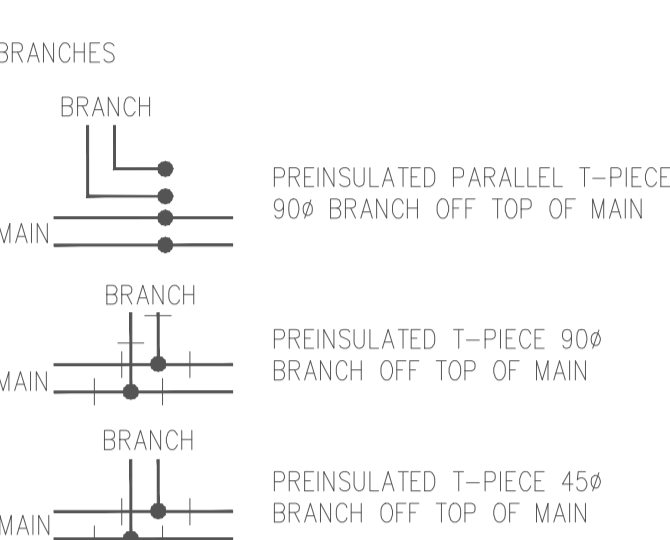 BRANCHES
BRANCH
PREINSULATED PARALLEL T-PIECE
90ø BRANCH OFF TOP OF MAIN
MAIN
BRANCH
PREINSULATED T-PIECE 90ø
BRANCH OFF TOP OF MAIN
MAIN
BRANCH
PREINSULATED T-PIECE 45ø
BRANCH OFF TOP OF MAIN
MAIN